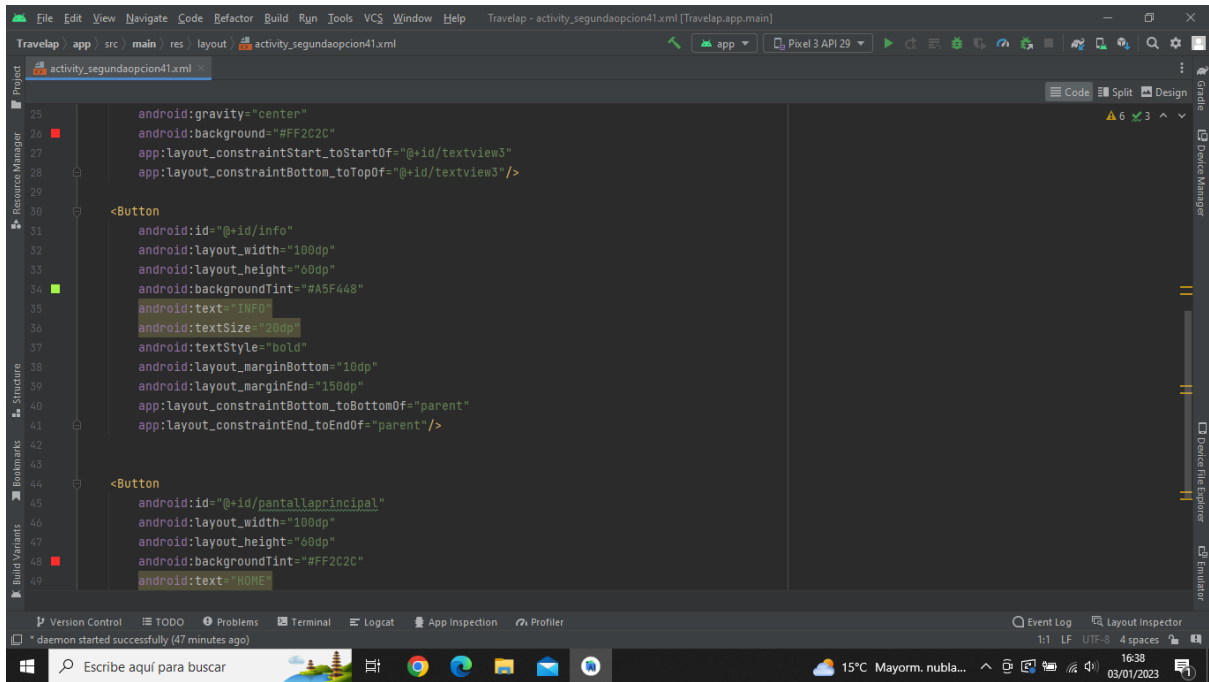 File Edit View Navigate Code Refactor Build Run Tools VCS Window Help Travelap - activity_segundaopcion41.xml [Travelap.app.main]
Travelap app src main res layout activity_segundaopcion41.xml app Pixel 3 API 29
activity_segundaopcion41.xml
Code Split Design
6 3
25 android:gravity="center"
26 android:background="#FF2C2C"
27 app:layout_constraintStart_toStartOf="@+id/textview3"
28 app:layout_constraintBottom_toTopOf="@+id/textview3"/>
29
30 <Button
31 android:id="@+id/info"
32 android:layout_width="100dp"
33 android:layout_height="60dp"
34 android:backgroundTint="#A5F448"
35 android:text="INFO"
36 android:textSize="20dp"
37 android:textStyle="bold"
38 android:layout_marginBottom="10dp"
39 android:layout_marginEnd="150dp"
40 app:layout_constraintBottom_toBottomOf="parent"
41 app:layout_constraintEnd_toEndOf="parent"/>
42
43
44 <Button
45 android:id="@+id/pantallaprincipal"
46 android:layout_width="100dp"
47 android:layout_height="60dp"
48 android:backgroundTint="#FF2C2C"
49 android:text="HOME"
Project
Resource Manager
Structure
Bookmarks
Build Variants
Gradle
Device Manager
Device File Explorer
Emulator
Version Control TODO Problems Terminal Logcat App Inspection Profiler Event Log Layout Inspector
* daemon started successfully (47 minutes ago) 1:1 LF UTF-8 4 spaces
Escribe aquí para buscar 15°C Mayorm. nubla... 16:38
03/01/2023
1